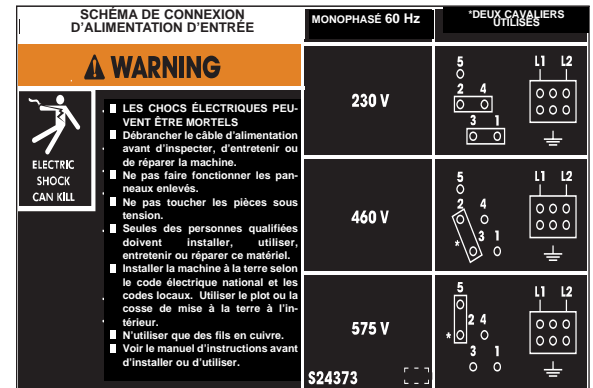 SCHÉMA DE CONNEXION
D'ALIMENTATION D'ENTRÉE
MONOPHASÉ 60 Hz
*DEUX CAVALIERS
UTILISÉS
WARNING
ELECTRIC
SHOCK
CAN KILL
LES CHOCS ÉLECTRIQUES PEU-
VENT ÊTRE MORTELS
Débrancher le câble d'alimentation
avant d'inspecter, d'entretenir ou
de réparer la machine.
Ne pas faire fonctionner les pan-
neaux enlevés.
Ne pas toucher les pièces sous
tension.
Seules des personnes qualifiées
doivent installer, utiliser,
entretenir ou réparer ce matériel.
Installer la machine à la terre selon
le code électrique national et les
codes locaux. Utiliser le plot ou la
cosse de mise à la terre à l'in-
térieur.
N'utiliser que des fils en cuivre.
Voir le manuel d'instructions avant
d'installer ou d'utiliser.
230 V
5
2 4
3 1
L1 L2
460 V
5
2 4
* 3 1
L1 L2
575 V
5
2 4
*
3 1
L1 L2
S24373